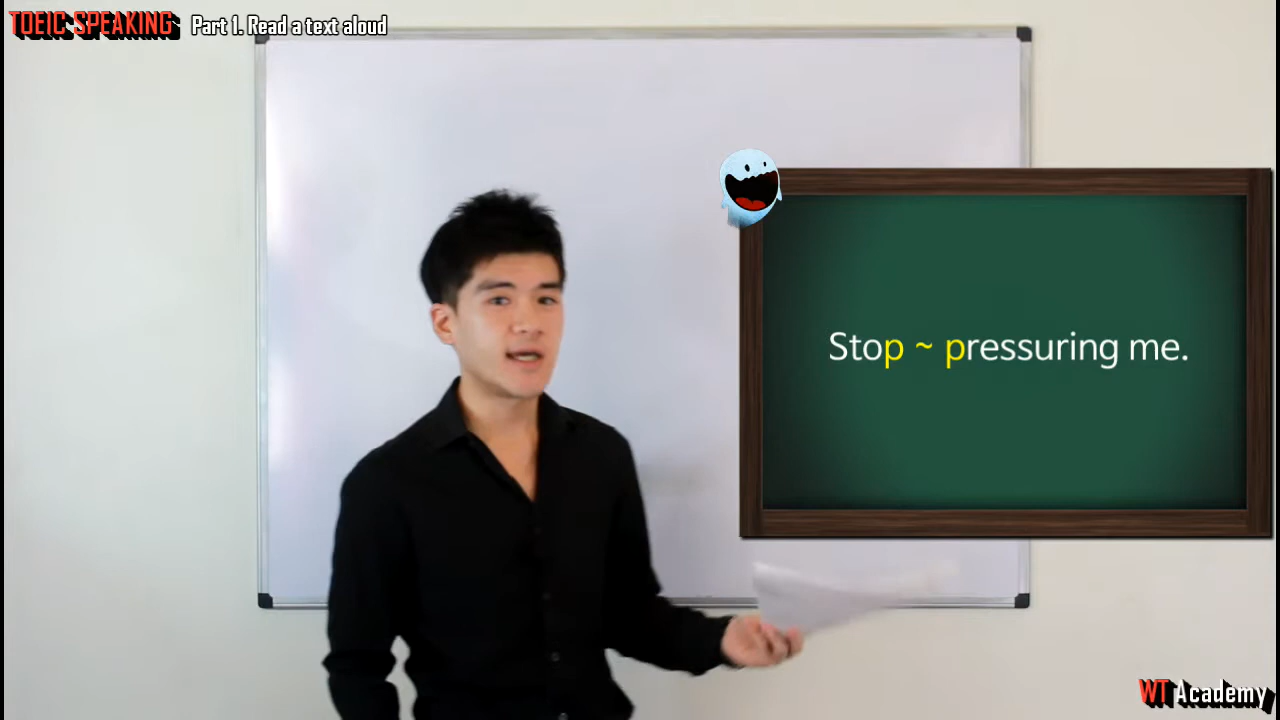 TOEIC SPEAKING Part 1. Read a text aloud
Stop ~ pressuring me.
WT Academy